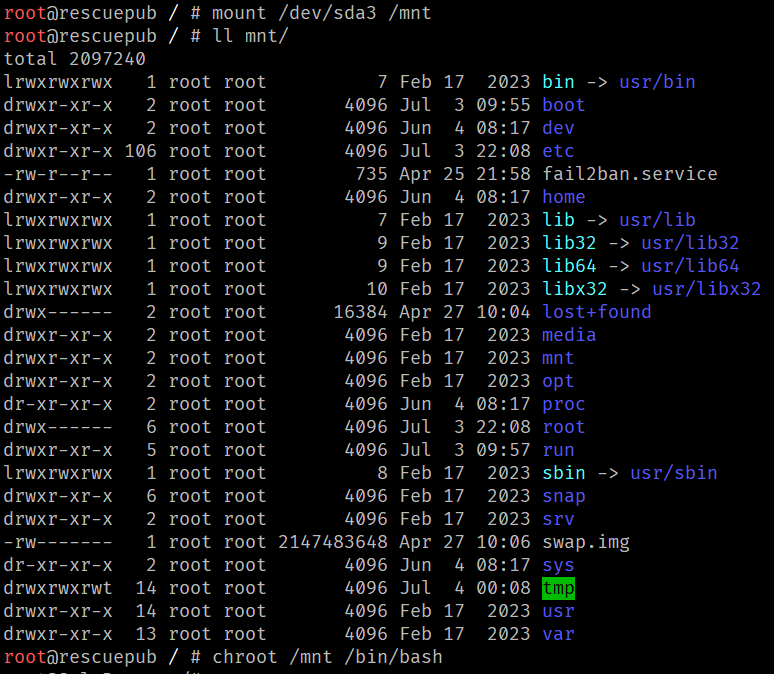 root@rescuepub / # mount /dev/sda3 /mnt
root@rescuepub / # ll mnt/
total 2097240
lrwxrwxrwx   1 root root          7 Feb 17  2023 bin -> usr/bin
drwxr-xr-x   2 root root       4096 Jul  3 09:55 boot
drwxr-xr-x   2 root root       4096 Jun  4 08:17 dev
drwxr-xr-x 106 root root       4096 Jul  3 22:08 etc
-rw-r--r--   1 root root        735 Apr 25 21:58 fail2ban.service
drwxr-xr-x   2 root root       4096 Jun  4 08:17 home
lrwxrwxrwx   1 root root          7 Feb 17  2023 lib -> usr/lib
lrwxrwxrwx   1 root root          9 Feb 17  2023 lib32 -> usr/lib32
lrwxrwxrwx   1 root root          9 Feb 17  2023 lib64 -> usr/lib64
lrwxrwxrwx   1 root root         10 Feb 17  2023 libx32 -> usr/libx32
drwx------   2 root root      16384 Apr 27 10:04 lost+found
drwxr-xr-x   2 root root       4096 Feb 17  2023 media
drwxr-xr-x   2 root root       4096 Feb 17  2023 mnt
drwxr-xr-x   2 root root       4096 Feb 17  2023 opt
dr-xr-xr-x   2 root root       4096 Jun  4 08:17 proc
drwx------   6 root root       4096 Jul  3 22:08 root
drwxr-xr-x   5 root root       4096 Jul  3 09:57 run
lrwxrwxrwx   1 root root          8 Feb 17  2023 sbin -> usr/sbin
drwxr-xr-x   6 root root       4096 Feb 17  2023 snap
drwxr-xr-x   2 root root       4096 Feb 17  2023 srv
-rw-------   1 root root 2147483648 Apr 27 10:06 swap.img
dr-xr-xr-x   2 root root       4096 Jun  4 08:17 sys
drwxrwxrwt  14 root root       4096 Jul  4 00:08 tmp
drwxr-xr-x  14 root root       4096 Feb 17  2023 usr
drwxr-xr-x  13 root root       4096 Feb 17  2023 var
root@rescuepub / # chroot /mnt /bin/bash